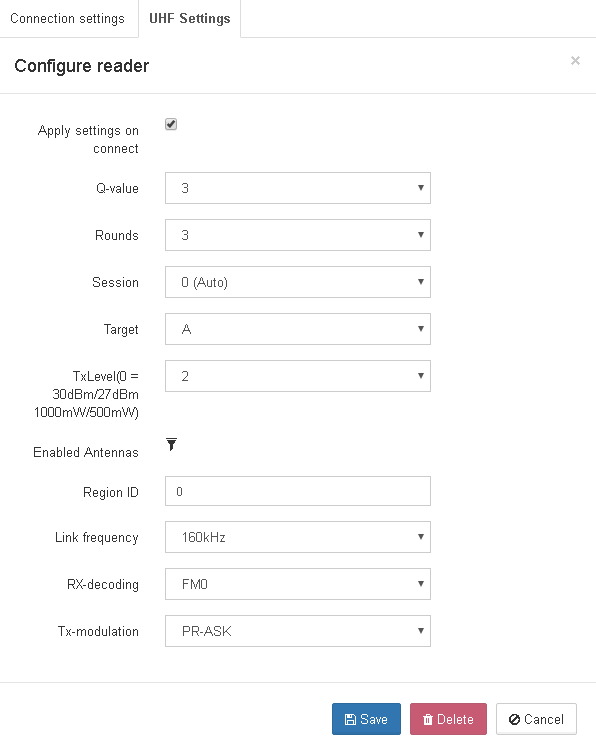 Connection settings
UHF Settings
Configure reader
×
Apply settings on
connect
Q-value
3
Rounds
3
Session
0 (Auto)
Target
A
TxLevel(0 =
30dBm/27dBm
1000mW/500mW)
2
Enabled Antennas
Region ID
0
Link frequency
160kHz
RX-decoding
FM0
Tx-modulation
PR-ASK
Save
Delete
Cancel